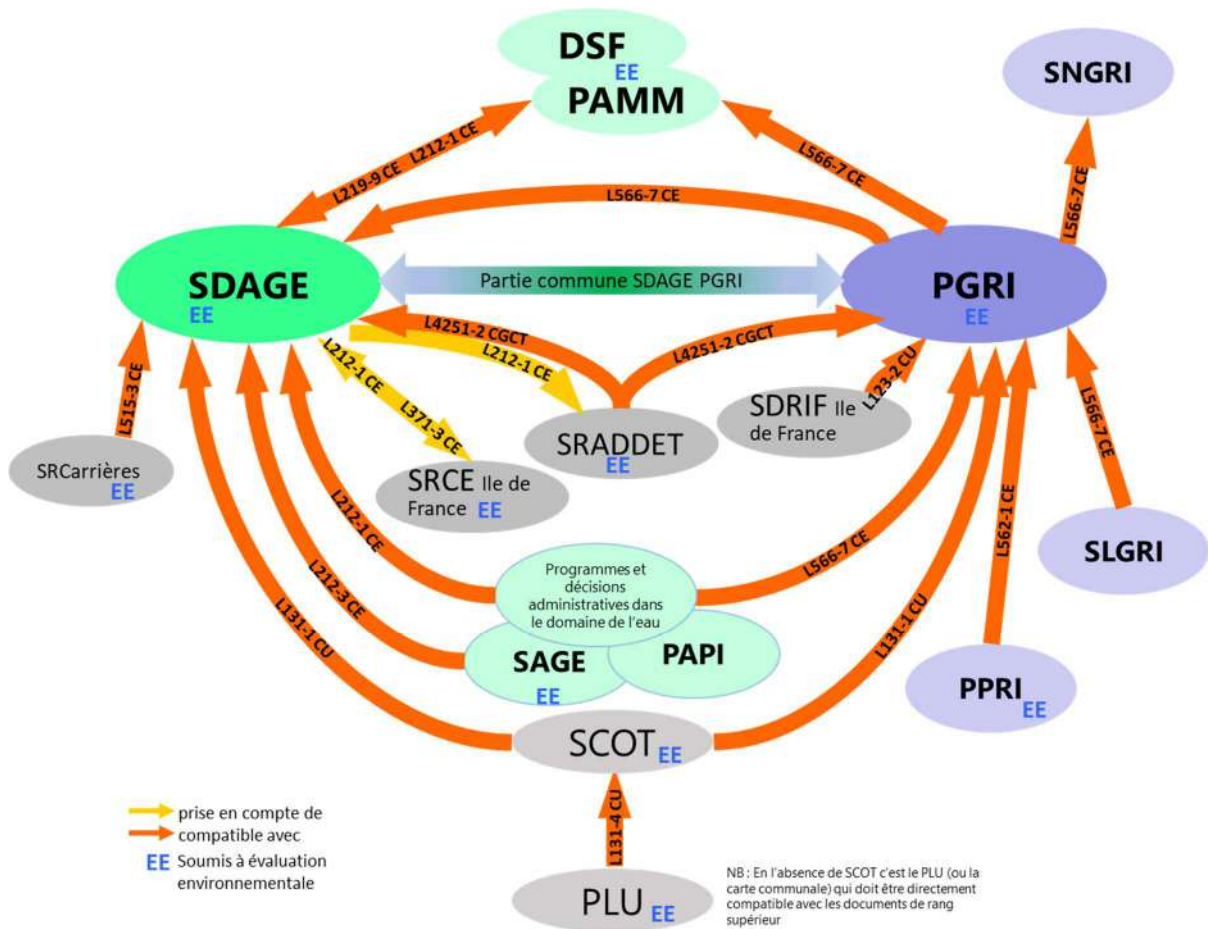 DSF
EE
PAMM
SNGRI
L219-9 CE L212-1 CE
L566-7 CE
L566-7 CE
L566-7 CE
SDAGE
EE
Partie commune SDAGE PGRI
PGRI
EE
L4251-2 CGCT
L4251-2 CGCT
L212-1 CE
L212-1 CE
L371-3 CE
L515-3 CE
L123-2 CU
L566-7 CE
SDRIF Ile
de France
SRADDET
EE
SRCarrières
EE
SRCE Ile de
France EE
L212-1 CE
L212-3 CE
L131-1 CU
L566-7 CE
L562-1 CE
L131-1 CU
SLGRI
Programmes et
décisions
administratives dans
le domaine de l'eau
SAGE
EE
PAPI
PPRI
EE
SCOT EE
L131-4 CU
prise en compte de
compatible avec
EE Soumis à évaluation
environnementale
PLU EE
NB : En l'absence de SCOT c'est le PLU (ou la
carte communale) qui doit être directement
compatible avec les documents de rang
supérieur